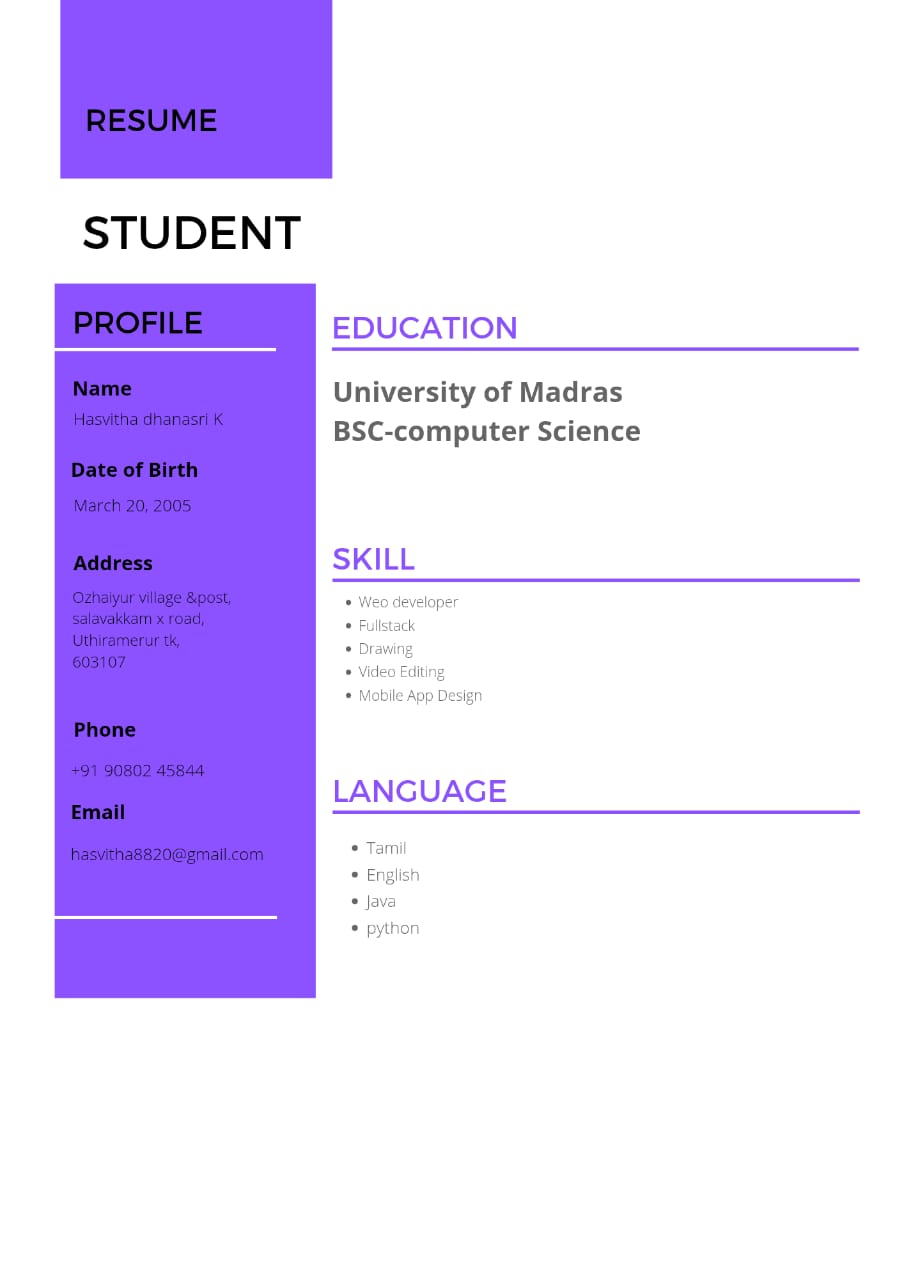 RESUME
STUDENT
PROFILE
Name
Hasvitha dhanasri K
Date of Birth
March 20, 2005
Address
Ozhaiyur village &post,
salavakkam x road,
Uthiramerur tk,
603107
Phone
+91 90802 45844
Email
hasvitha8820@gmail.com
EDUCATION
University of Madras
BSC-computer Science
SKILL
Weo developer
Fullstack
Drawing
Video Editing
Mobile App Design
LANGUAGE
Tamil
English
Java
python